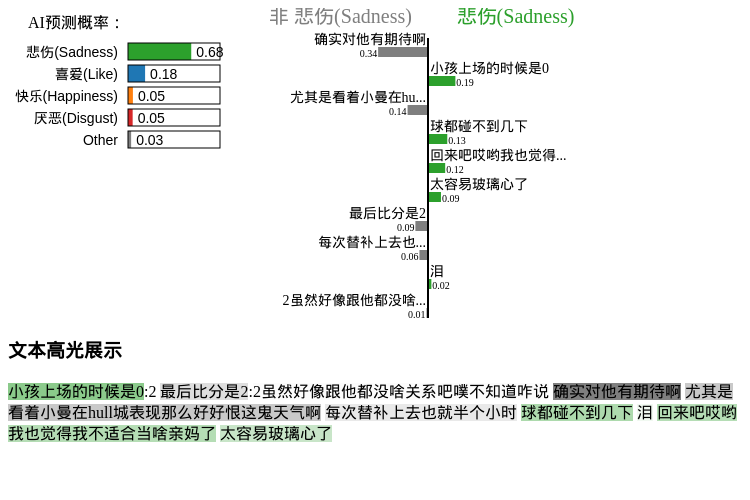 AI预测概率：
悲伤(Sadness) 0.68
喜爱(Like) 0.18
快乐(Happiness) 0.05
厌恶(Disgust) 0.05
Other 0.03
非 悲伤(Sadness) 悲伤(Sadness)
确实对他有期待啊
0.34
小孩上场的时候是0
0.19
尤其是看着小曼在hu...
0.14
球都碰不到几下
0.13
回来吧哎哟我也觉得...
0.12
太容易玻璃心了
0.09
最后比分是2
0.09
每次替补上去也...
0.06
泪
0.02
2虽然好像跟他都没啥...
0.01
文本高光展示
小孩上场的时候是0:2 最后比分是2:2虽然好像跟他都没啥关系吧噗不知道咋说 确实对他有期待啊 尤其是
看着小曼在hull城表现那么好好恨这鬼天气啊 每次替补上去也就半个小时 球都碰不到几下 泪 回来吧哎哟
我也觉得我不适合当啥亲妈了 太容易玻璃心了